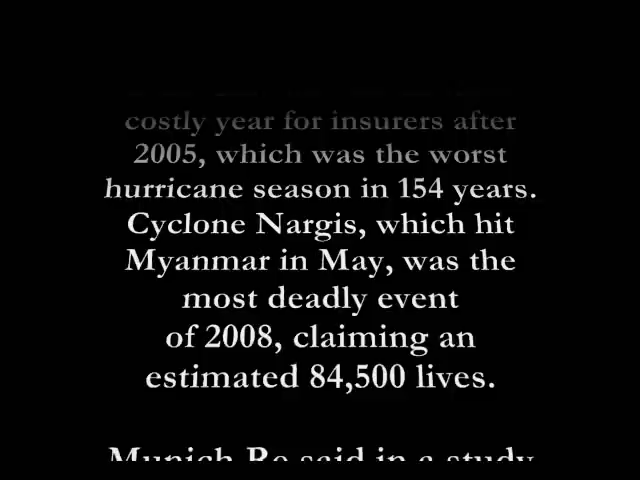 costly year for insurers after
2005, which was the worst
hurricane season in 154 years.
Cyclone Nargis, which hit
Myanmar in May, was the
most deadly event
of 2008, claiming an
estimated 84,500 lives.
Munich Re said in a study